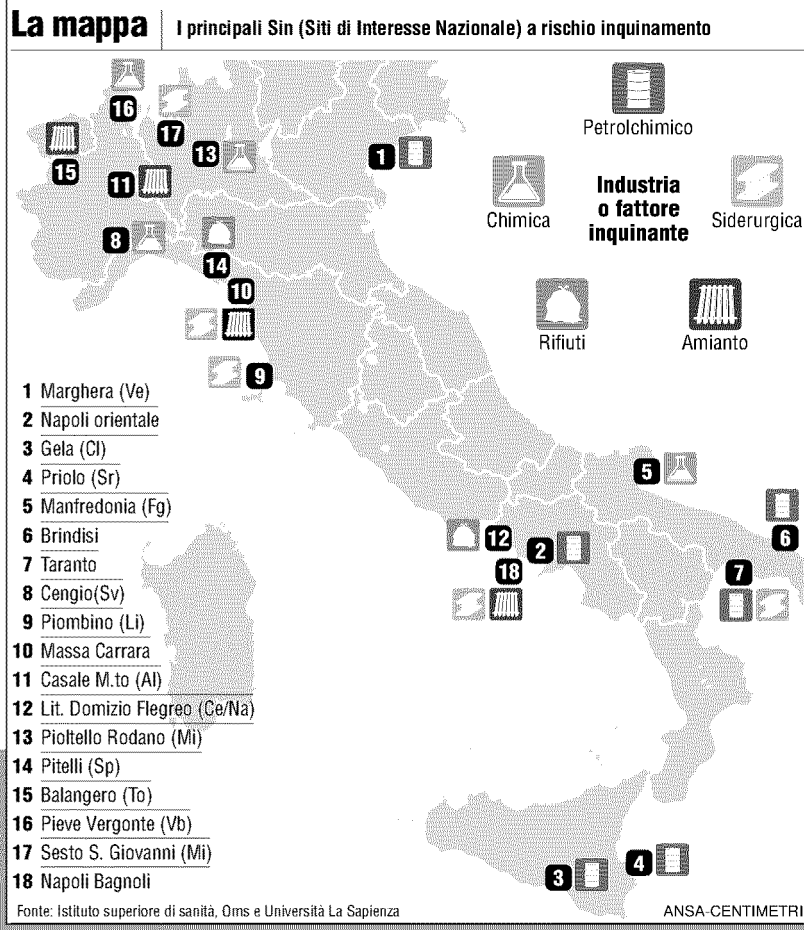 La mappa
I principali Sin (Siti di Interesse Nazionale) a rischio inquinamento
Petrolchimico
Chimica
Industria
o fattore
inquinante
Siderurgica
Rifiuti
Amianto
16
17
13
15
11
1
8
14
10
9
5
12
2
6
18
7
3
4
1 Marghera (Ve)
2 Napoli orientale
3 Gela (Cl)
4 Priolo (Sr)
5 Manfredonia (Fg)
6 Brindisi
7 Taranto
8 Cengio(Sv)
9 Piombino (Li)
10 Massa Carrara
11 Casale M.to (Al)
12 Lit. Domizio Flegreo (Ce/Na)
13 Pioltello Rodano (Mi)
14 Pitelli (Sp)
15 Balangero (To)
16 Pieve Vergonte (Vb)
17 Sesto S. Giovanni (Mi)
18 Napoli Bagnoli
Fonte: Istituto superiore di sanità, Oms e Università La Sapienza
ANSA-CENTIMETRI